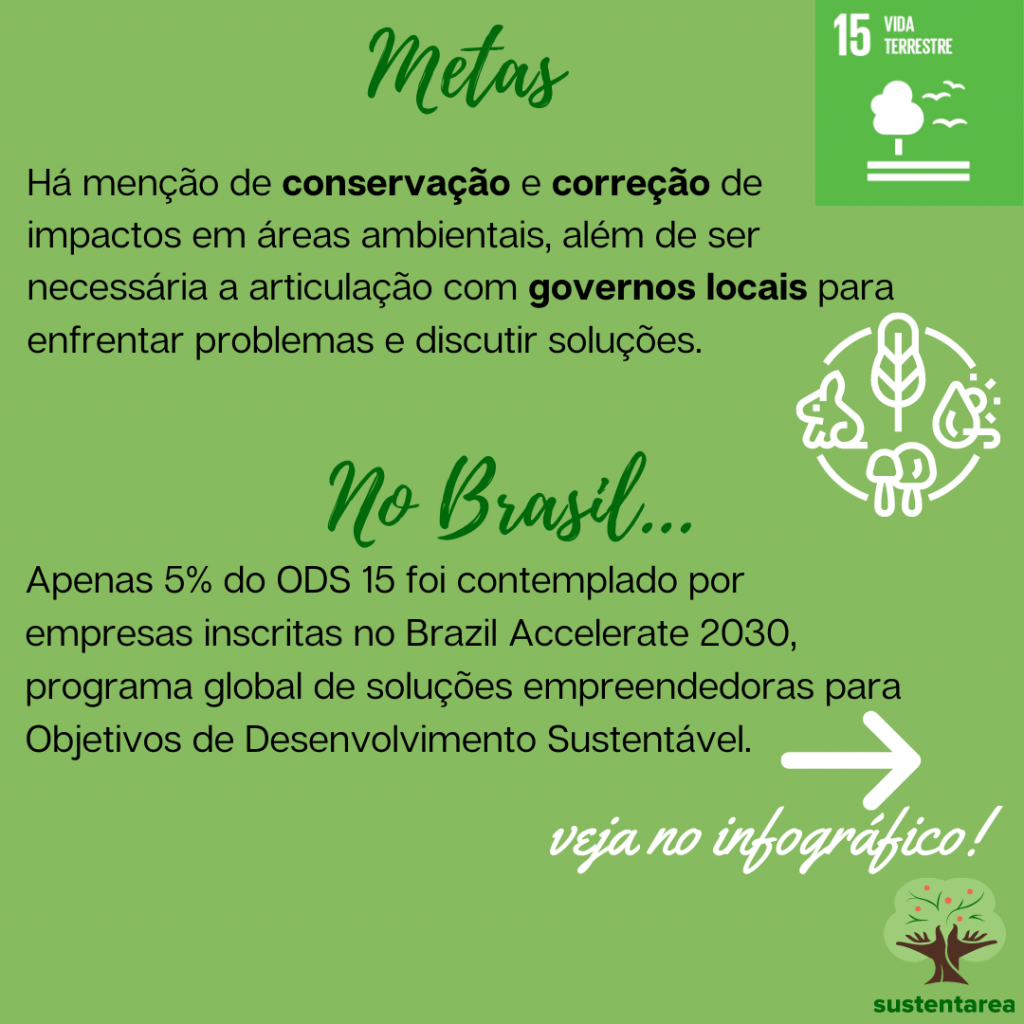 Metas
15 VIDA
TERRESTRE
Há menção de conservação e correção de
impactos em áreas ambientais, além de ser
necessária a articulação com governos locais para
enfrentar problemas e discutir soluções.
No Brasil...
Apenas 5% do ODS 15 foi contemplado por
empresas inscritas no Brazil Accelerate 2030,
programa global de soluções empreendedoras para
Objetivos de Desenvolvimento Sustentável.
veja no infográfico!
sustentarea